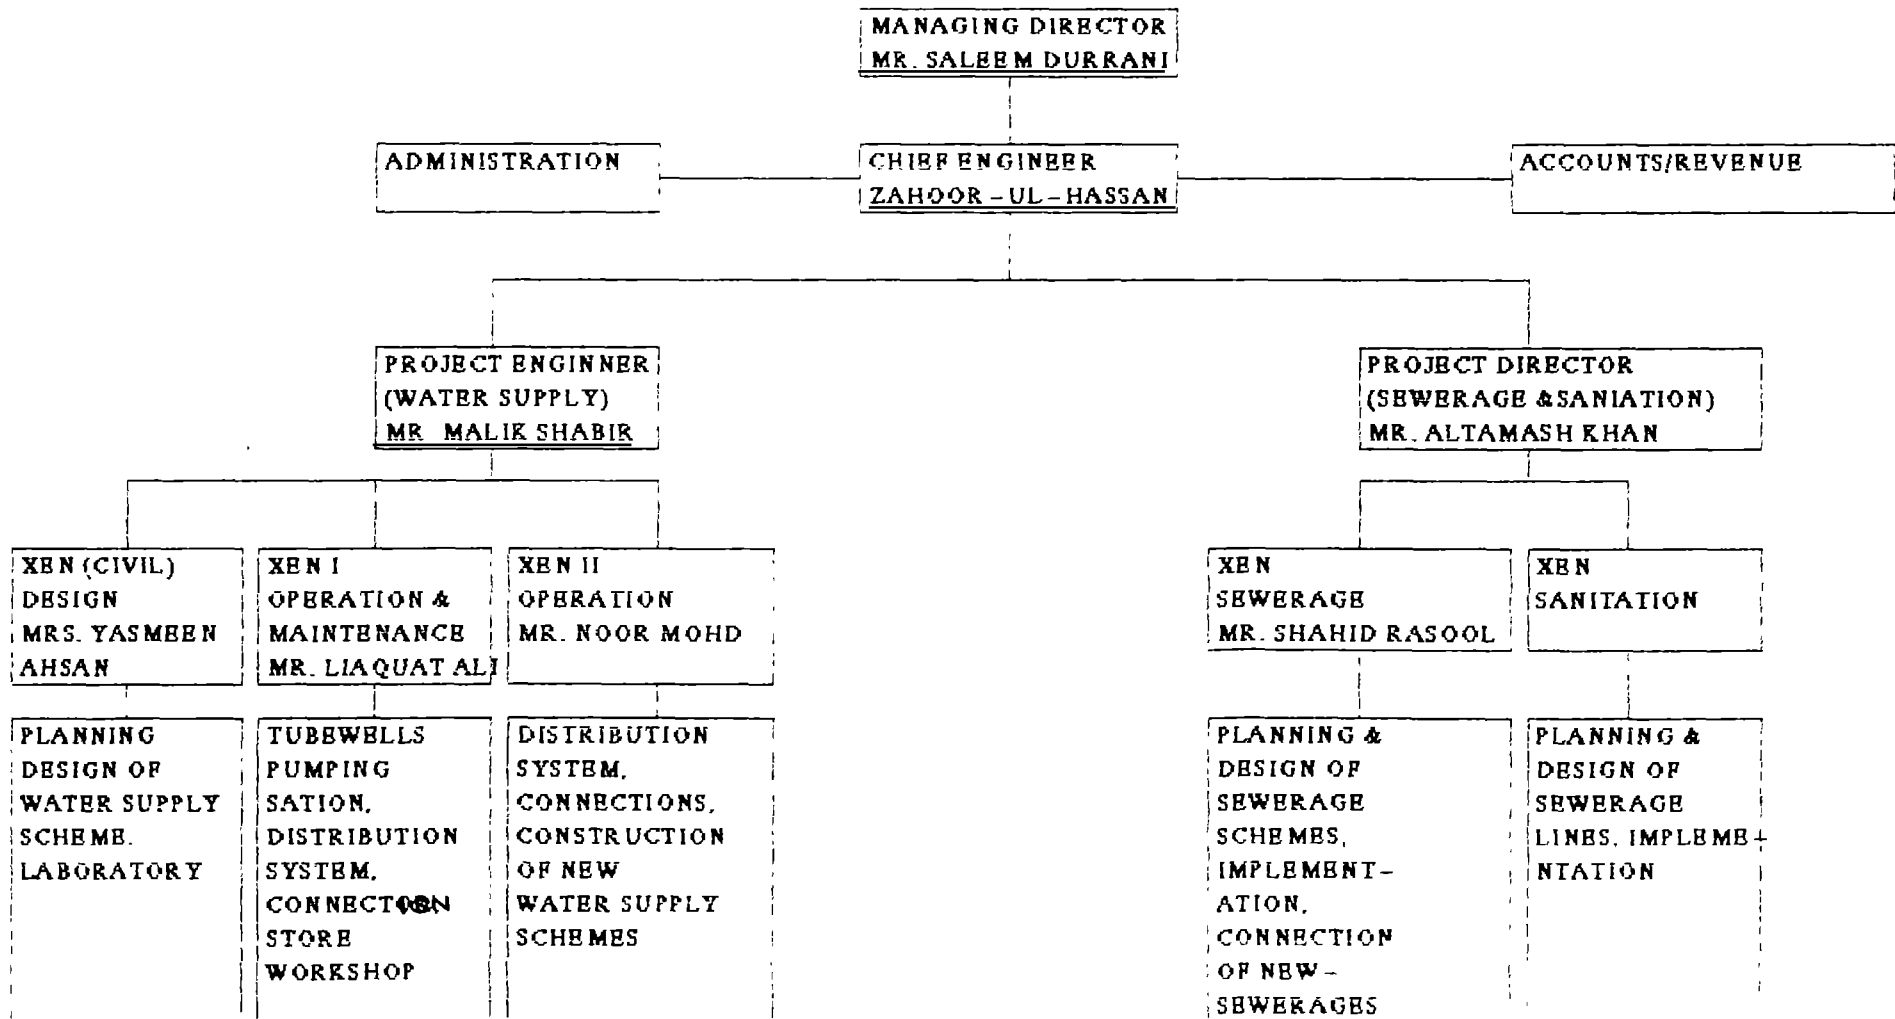 MANAGING DIRECTOR
MR. SALEEM DURRANI
ADMINISTRATION
CHIEF ENGINEER
ZAHOOR-UL-HASSAN
ACCOUNTS/REVENUE
PROJECT ENGINNER
(WATER SUPPLY)
MR MALIK SHABIR
PROJECT DIRECTOR
(SEWERAGE &SANIATION)
MR. ALTAMASH KHAN
XEN (CIVIL)
DESIGN
MRS. YASMEEN
AHSAN
XEN I
OPERATION &
MAINTENANCE
MR. LIAQUAT ALI
XEN II
OPERATION
MR. NOOR MOHD
XEN
SEWERAGE
MR. SHAHID RASOOL
XEN
SANITATION
PLANNING
DESIGN OF
WATER SUPPLY
SCHEME.
LABORATORY
TUBEWELLS
PUMPING
SATION,
DISTRIBUTION
SYSTEM,
STORE
WORKSHOP
DISTRIBUTION
SYSTEM,
CONNECTIONS,
CONSTRUCTION
OF NEW
WATER SUPPLY
SCHEMES
PLANNING &
DESIGN OF
SEWERAGE
SCHEMES,
IMPLEMENT-
ATION,
CONNECTION
OF NEW-
SEWERAGES
PLANNING &
DESIGN OF
SEWERAGE
LINES, IMPLEME-
NTATION